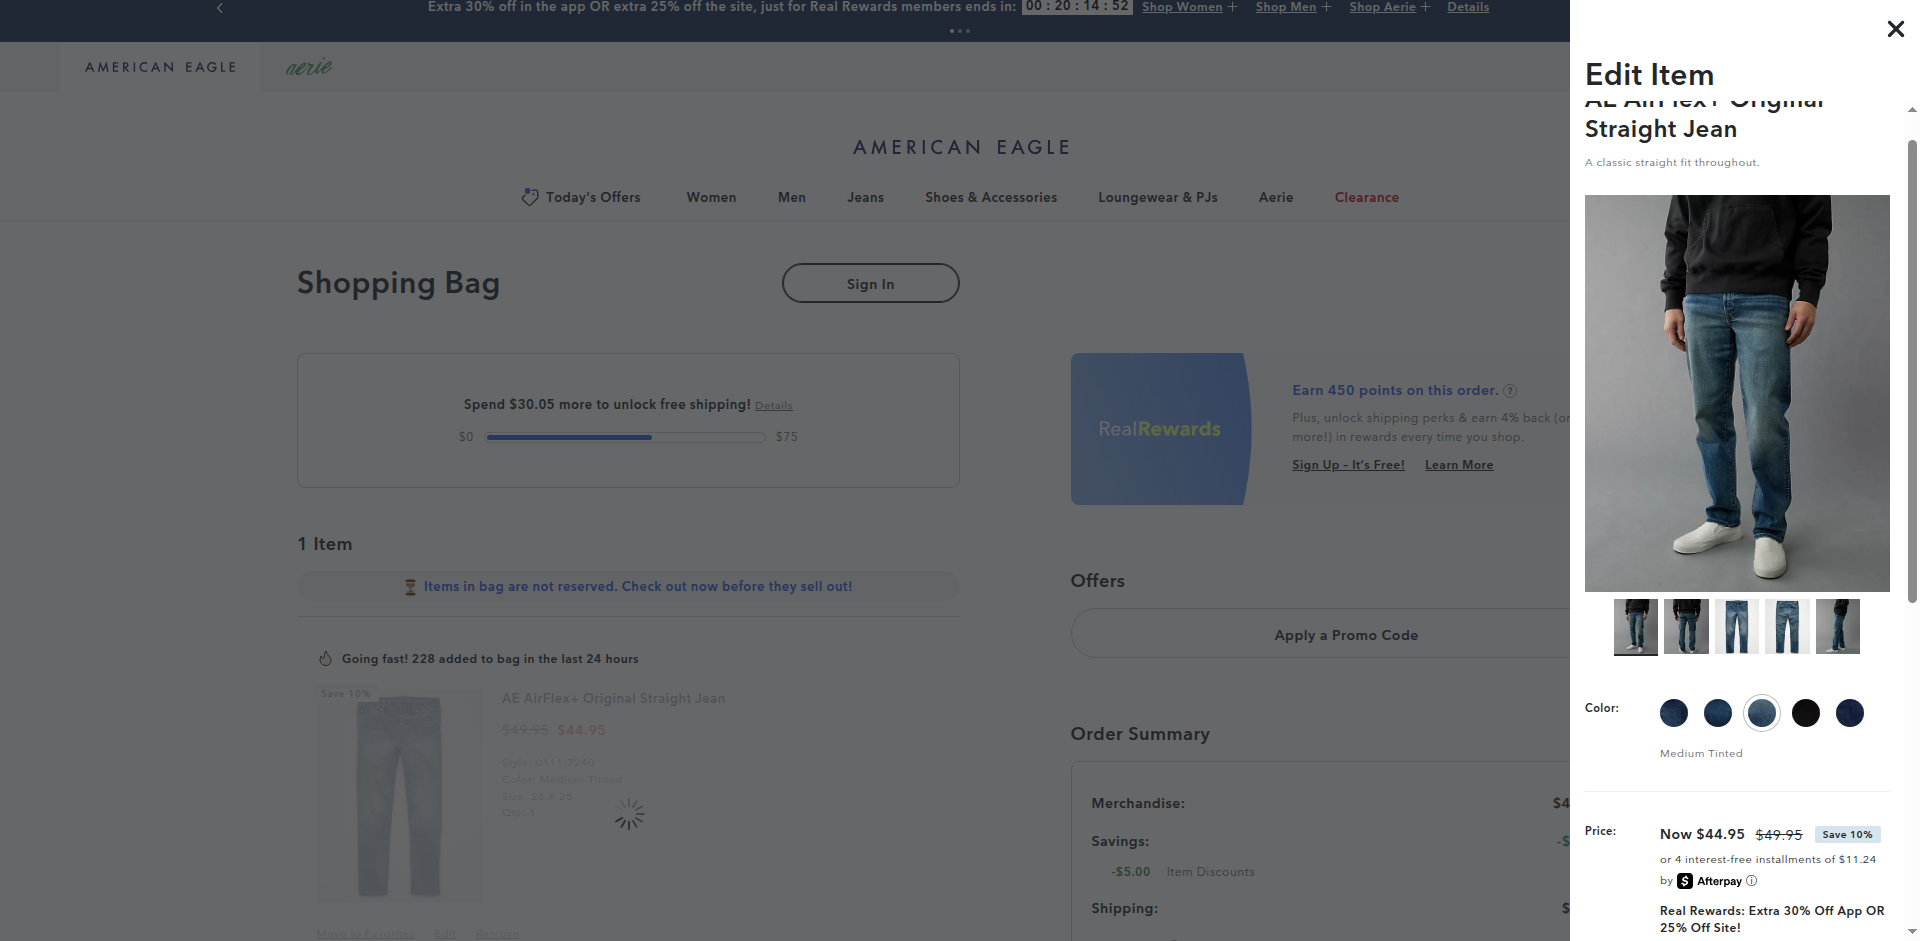 Extra 30% off in the app OR extra 25% off the site, just for Real Rewards members ends in: 00 : 20 : 14 : 52 Shop Women + Shop Men + Shop Aerie + Details
AMERICAN EAGLE
aerie
AMERICAN EAGLE
Today's Offers
Women
Men
Jeans
Shoes & Accessories
Loungewear & PJs
Aerie
Clearance
Shopping Bag
Sign In
Spend $30.05 more to unlock free shipping! Details
$0
$75
1 Item
Items in bag are not reserved. Check out now before they sell out!
Going fast! 228 added to bag in the last 24 hours
Save 10%
AE AirFlex+ Original Straight Jean
$49.95 $44.95
Style: 0111-7240
Color: Medium Tinted
Size: 26 X 28
Qty: 1
Move to Favorites
Edit
Remove
RealRewards
Earn 450 points on this order. ?
Plus, unlock shipping perks & earn 4% back (or
more!) in rewards every time you shop.
Sign Up – It's Free!
Learn More
Offers
Apply a Promo Code
Order Summary
Merchandise: $4
Savings: -$
-$5.00 Item Discounts
Shipping: $
Edit Item
AE AirFlex+ Original
Straight Jean
A classic straight fit throughout.
Color:
Medium Tinted
Price:
Now $44.95 $49.95 Save 10%
or 4 interest-free installments of $11.24
by Afterpay
Real Rewards: Extra 30% Off App OR
25% Off Site!